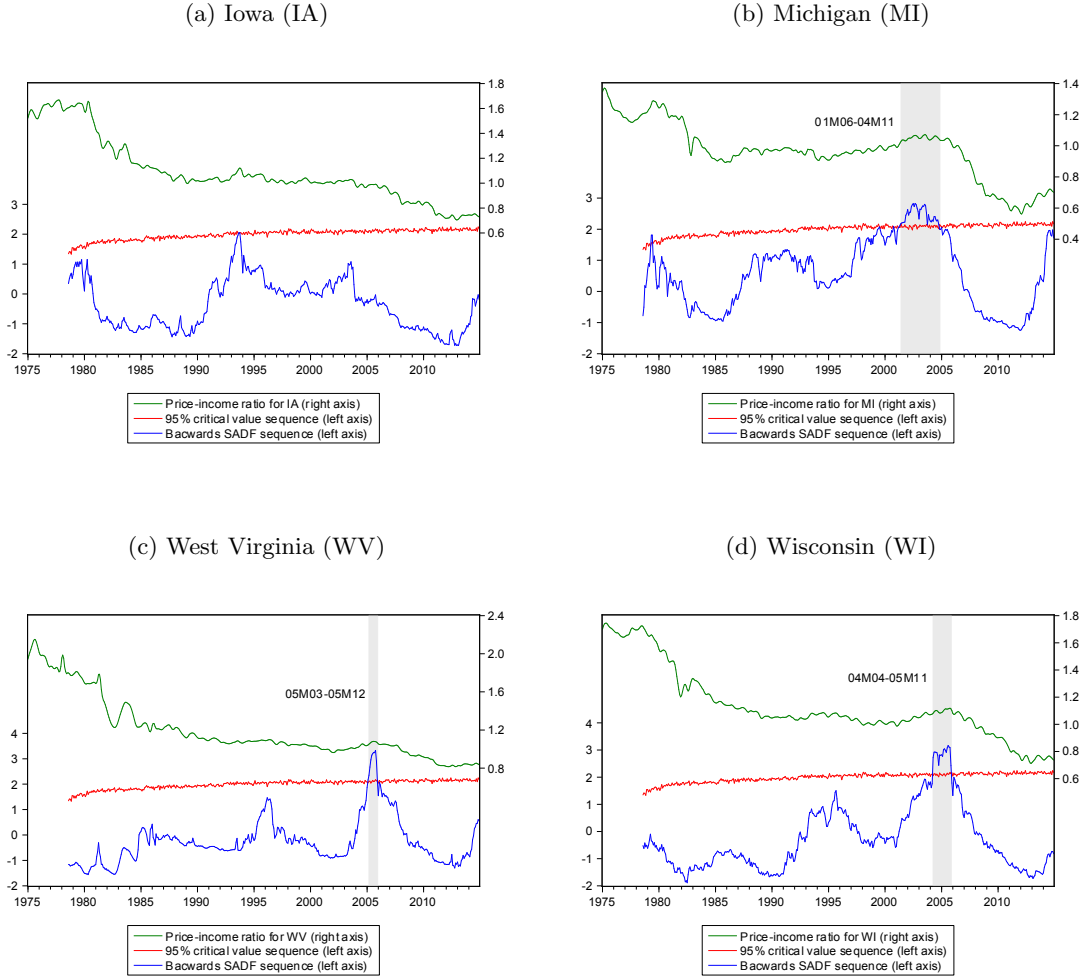 (a) Iowa (IA)
1.8
1.6
1.4
1.2
1.0
0.8
0.6
3
2
1
0
-1
-2
1975 1980 1985 1990 1995 2000 2005 2010
Price-income ratio for IA (right axis)
95% critical value sequence (left axis)
Bacwards SADF sequence (left axis)
(b) Michigan (MI)
1.4
1.2
1.0
0.8
0.6
0.4
3
2
1
0
-1
-2
01M06-04M11
1975 1980 1985 1990 1995 2000 2005 2010
Price-income ratio for MI (right axis)
95% critical value sequence (left axis)
Bacwards SADF sequence (left axis)
(c) West Virginia (WV)
2.4
2.0
1.6
1.2
0.8
4
3
2
1
0
-1
-2
05M03-05M12
1975 1980 1985 1990 1995 2000 2005 2010
Price-income ratio for WV (right axis)
95% critical value sequence (left axis)
Bacwards SADF sequence (left axis)
(d) Wisconsin (WI)
1.8
1.6
1.4
1.2
1.0
0.8
0.6
4
3
2
1
0
-1
-2
04M04-05M11
1975 1980 1985 1990 1995 2000 2005 2010
Price-income ratio for WI (right axis)
95% critical value sequence (left axis)
Bacwards SADF sequence (left axis)